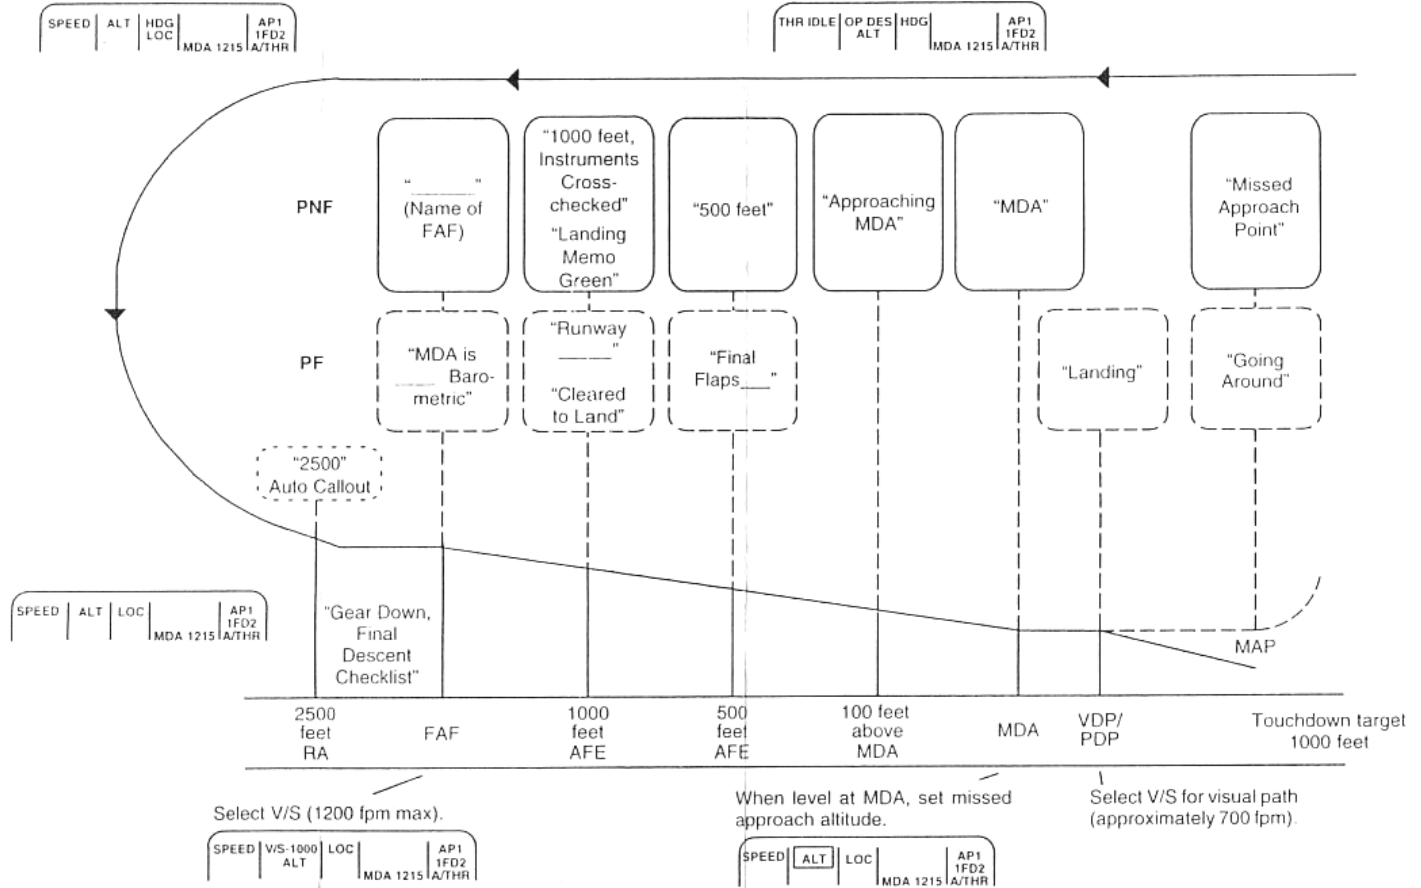 SPEED ALT HDG AP1
LOC 1FD2
MDA 1215 A/THR
THR IDLE OP DES HDG AP1
ALT 1FD2
MDA 1215 A/THR
PNF
"______"
(Name of
FAF)
"1000 feet,
Instruments
Cross-
checked"
"Landing
Memo
Green"
"500 feet"
"Approaching
MDA"
"MDA"
"Missed
Approach
Point"
PF
"MDA is
____ Baro-
metric"
"Runway
_____"
"Cleared
to Land"
"Final
Flaps___"
"Landing"
"Going
Around"
"2500"
Auto Callout
SPEED ALT LOC AP1
1FD2
MDA 1215 A/THR
"Gear Down,
Final
Descent
Checklist"
MAP
2500
feet
RA
FAF
1000
feet
AFE
500
feet
AFE
100 feet
above
MDA
MDA
VDP/
PDP
Touchdown target
1000 feet
Select V/S (1200 fpm max).
When level at MDA, set missed
approach altitude.
Select V/S for visual path
(approximately 700 fpm).
SPEED V/S-1000 LOC AP1
ALT 1FD2
MDA 1215 A/THR
SPEED ALT LOC AP1
1FD2
MDA 1215 A/THR